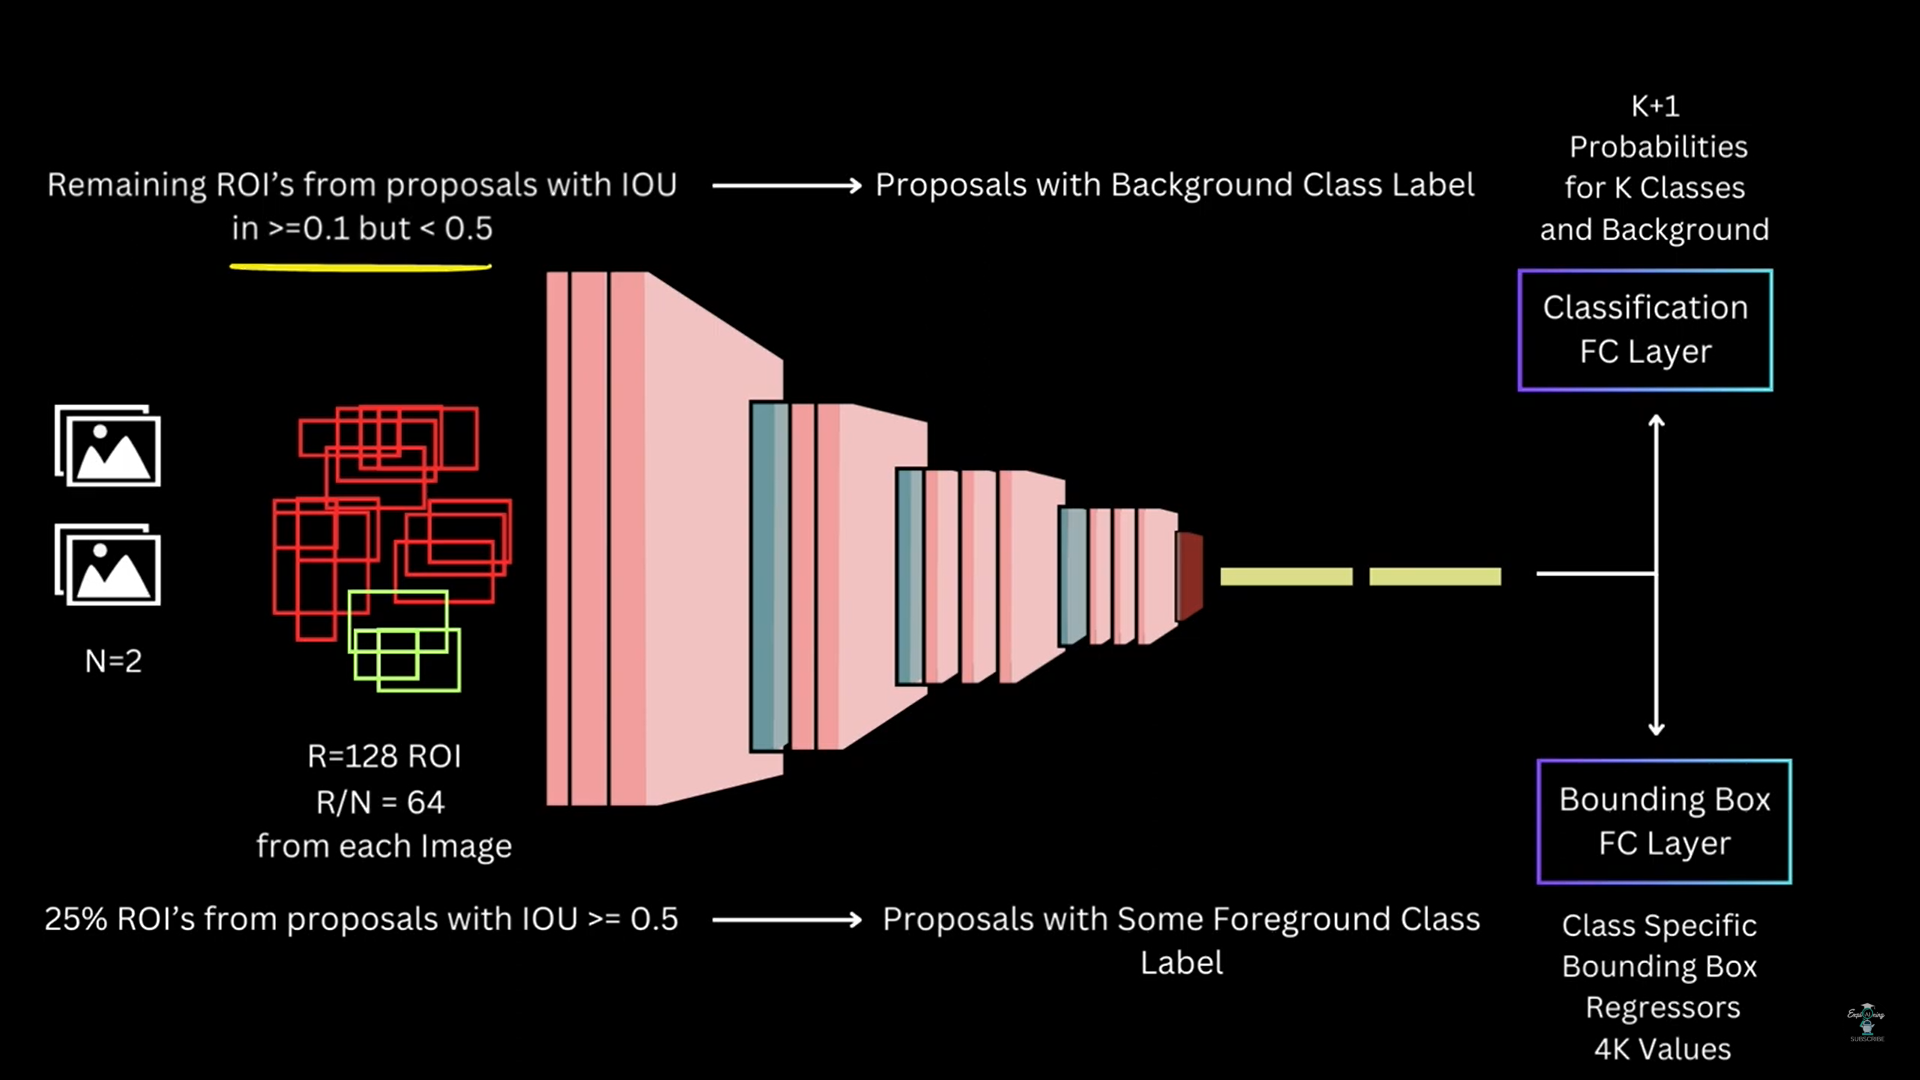 K+1
Probabilities
for K Classes
and Background
Remaining ROI's from proposals with IOU
in >=0.1 but < 0.5
Proposals with Background Class Label
Classification
FC Layer
N=2
R=128 ROI
R/N = 64
from each Image
Bounding Box
FC Layer
25% ROI's from proposals with IOU >= 0.5
Proposals with Some Foreground Class
Label
Class Specific
Bounding Box
Regressors
4K Values
SUBSCRIBE